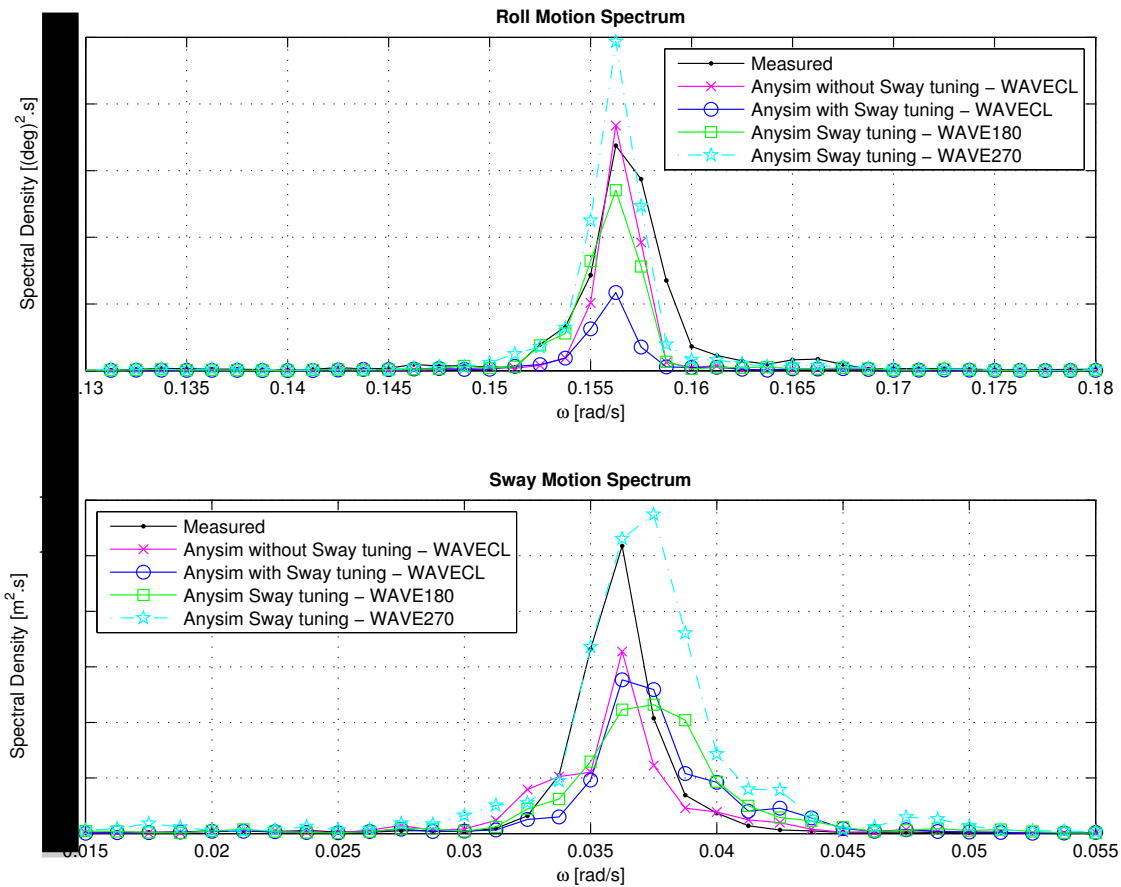 Roll Motion Spectrum
Spectral Density [(deg)².s]
Measured
Anysim without Sway tuning − WAVECL
Anysim with Sway tuning − WAVECL
Anysim Sway tuning − WAVE180
Anysim Sway tuning − WAVE270
.13 0.135 0.14 0.145 0.15 0.155 0.16 0.165 0.17 0.175 0.18
ω [rad/s]
Sway Motion Spectrum
Spectral Density [m².s]
Measured
Anysim without Sway tuning − WAVECL
Anysim with Sway tuning − WAVECL
Anysim Sway tuning − WAVE180
Anysim Sway tuning − WAVE270
0.015 0.02 0.025 0.03 0.035 0.04 0.045 0.05 0.055
ω [rad/s]